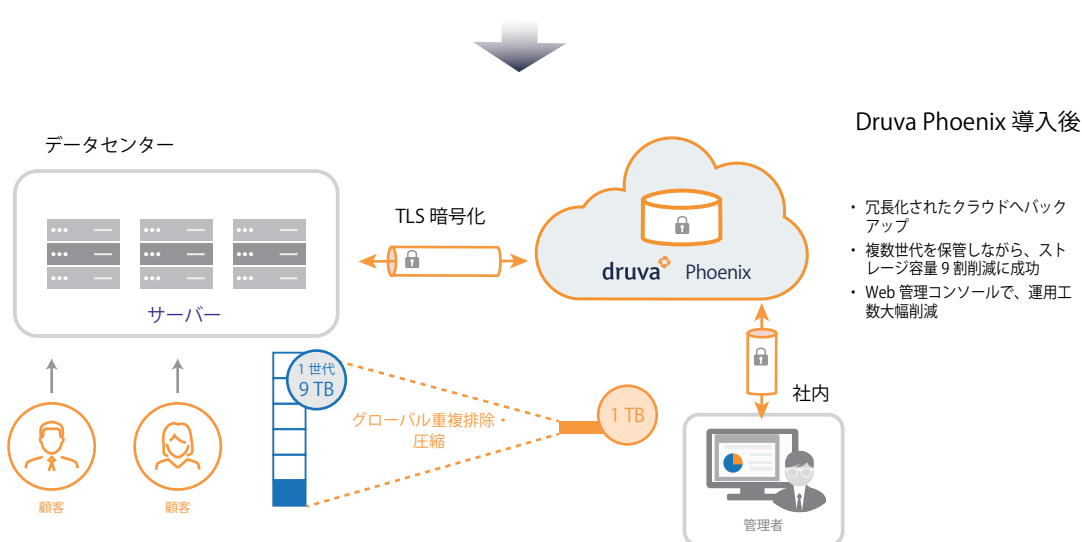 Druva Phoenix 導入後
データセンター
サーバー
TLS 暗号化
druva Phoenix
・ 冗長化されたクラウドへバック
アップ
・ 複数世代を保管しながら、スト
レージ容量 9 割削減に成功
・ Web 管理コンソールで、運用工
数大幅削減
1 世代
9 TB
グローバル重複排除・
圧縮
1 TB
社内
管理者
顧客
顧客